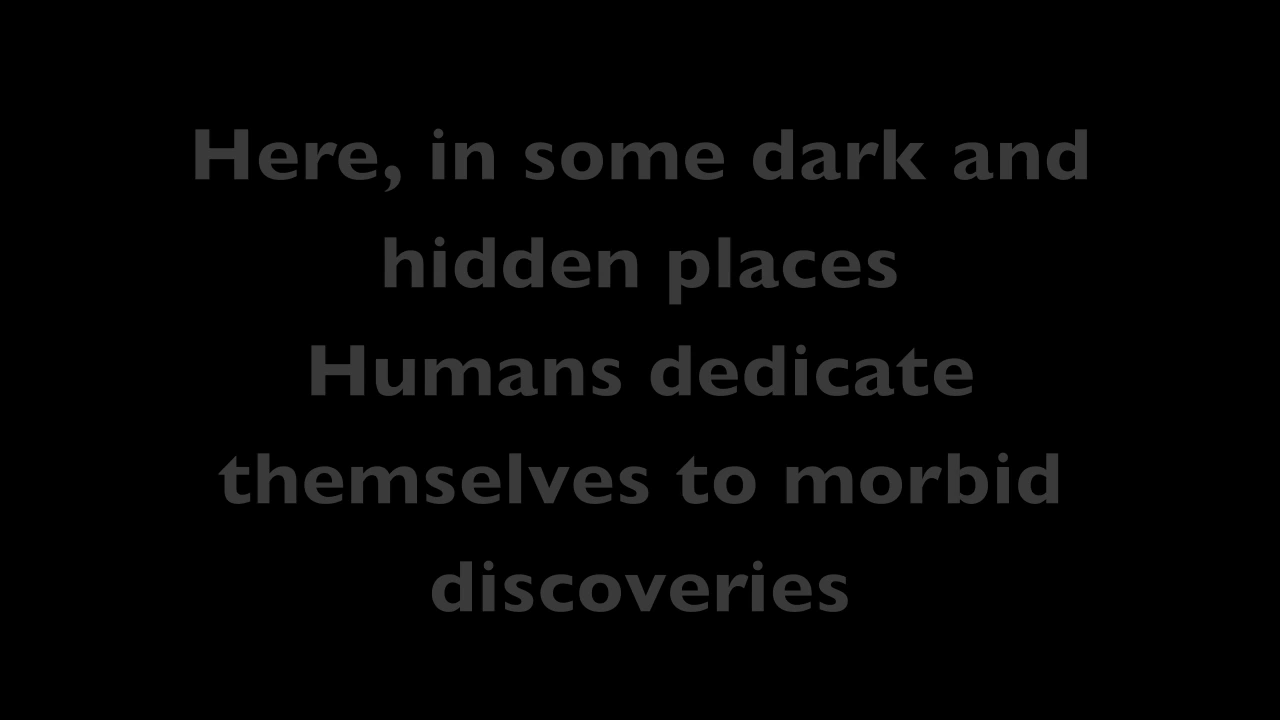 Here, in some dark and
hidden places
Humans dedicate
themselves to morbid
discoveries